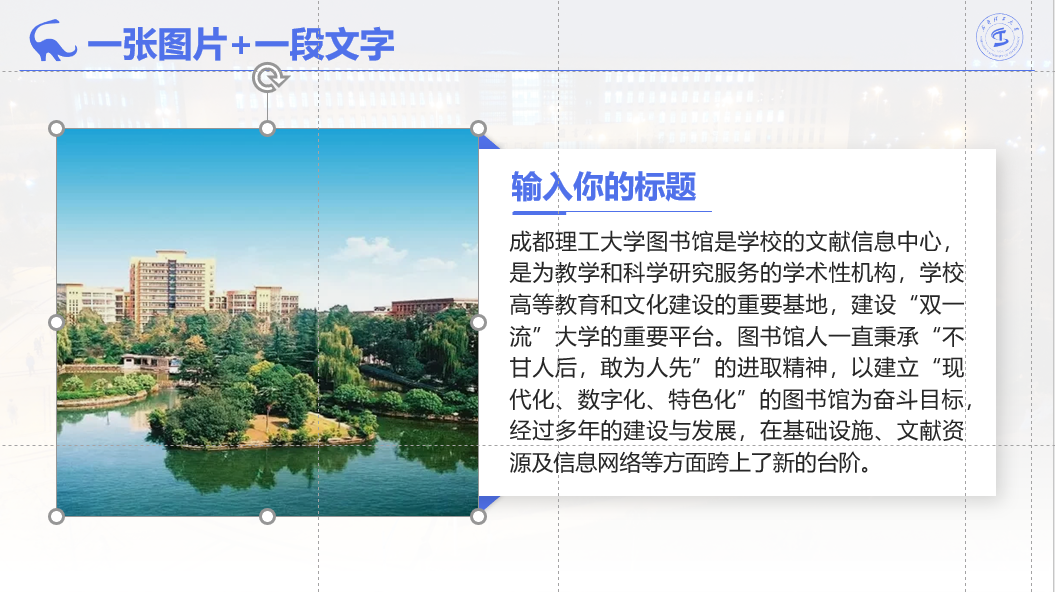 一张图片+一段文字
输入你的标题
成都理工大学图书馆是学校的文献信息中心，
是为教学和科学研究服务的学术性机构，学校
高等教育和文化建设的重要基地，建设“双一
流”大学的重要平台。图书馆人一直秉承“不
甘人后，敢为人先”的进取精神，以建立“现
代化、数字化、特色化”的图书馆为奋斗目标，
经过多年的建设与发展，在基础设施、文献资
源及信息网络等方面跨上了新的台阶。